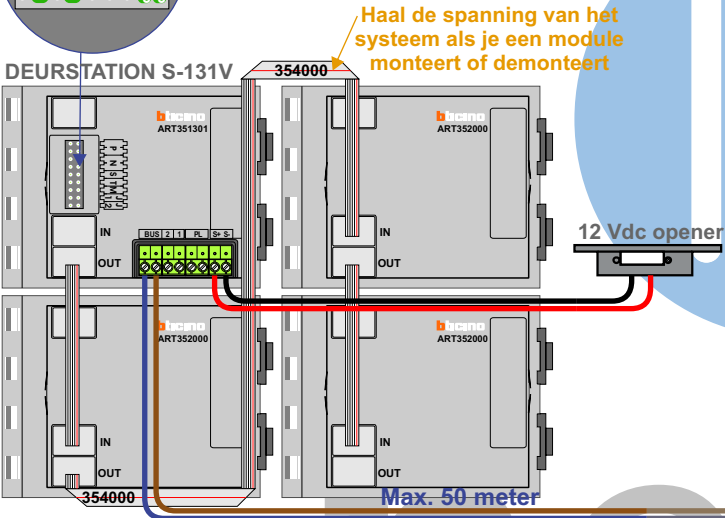 Haal de spanning van het
systeem als je een module
monteert of demonteert
DEURSTATION S-131V
354000
bticino
ART351301
bticino
ART352000
P
N
S
T
M
J1
J2
IN
OUT
BUS 2 1 PL S+ S-
IN
OUT
12 Vdc opener
bticino
ART352000
bticino
ART352000
IN
OUT
IN
OUT
354000
Max. 50 meter